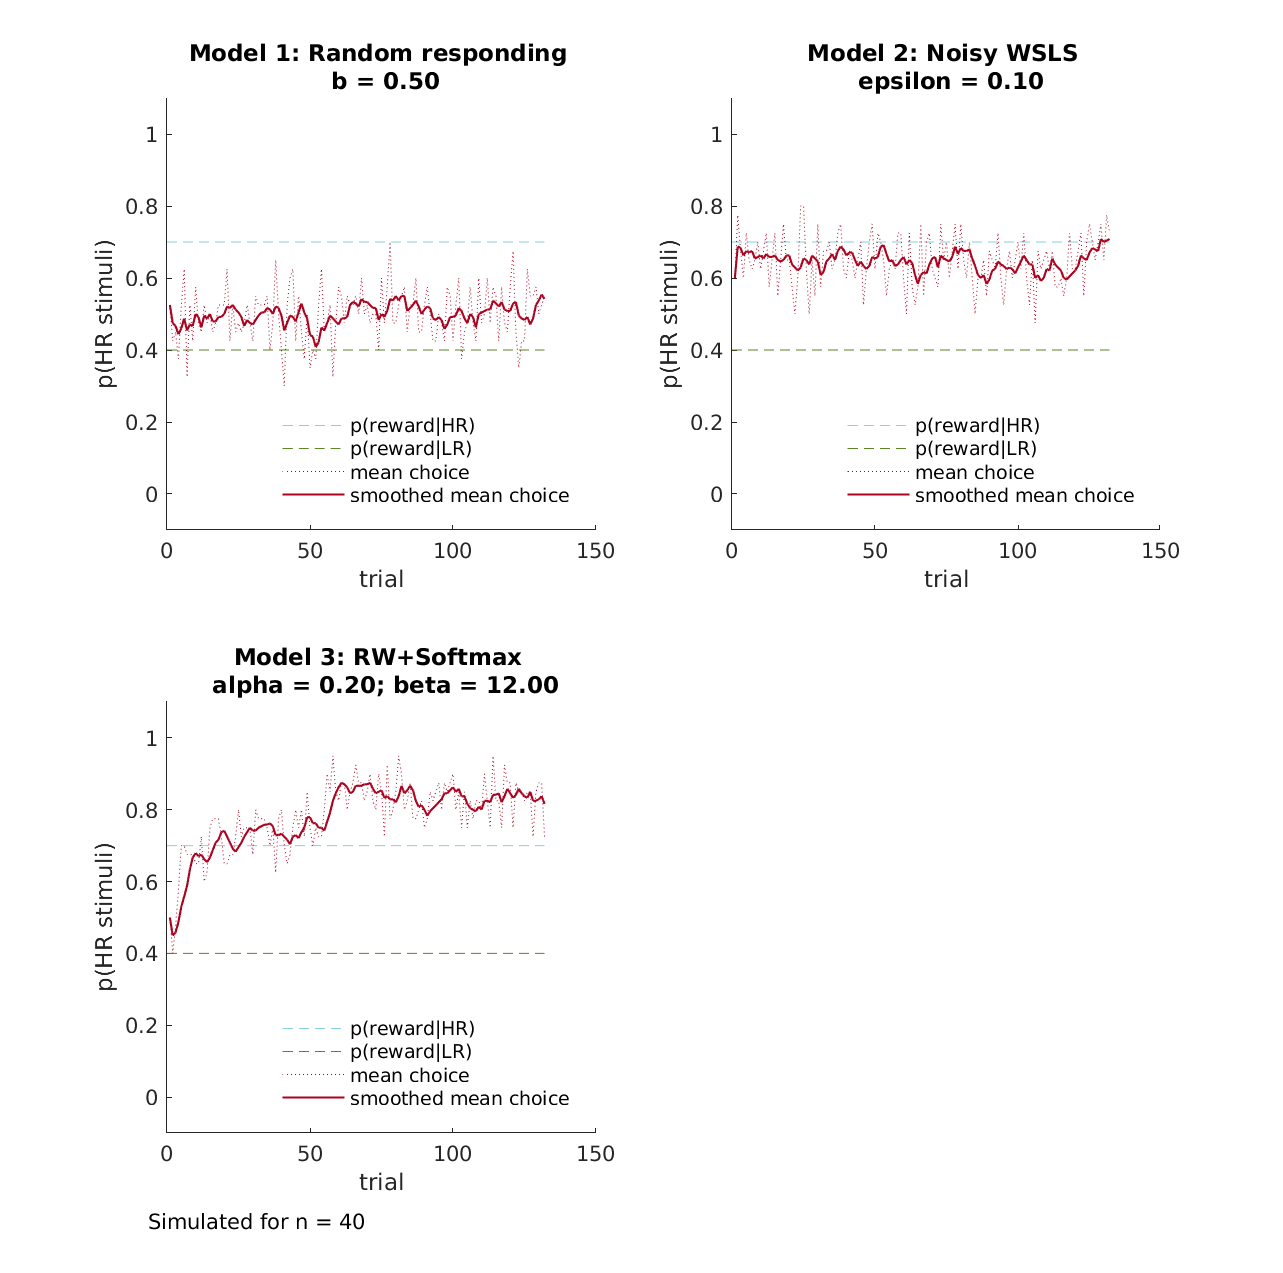 Model 1: Random responding
b = 0.50
p(HR stimuli)
1
0.8
0.6
0.4
0.2
0
p(reward|HR)
p(reward|LR)
mean choice
smoothed mean choice
0 50 100 150
trial
Model 2: Noisy WSLS
epsilon = 0.10
p(HR stimuli)
1
0.8
0.6
0.4
0.2
0
p(reward|HR)
p(reward|LR)
mean choice
smoothed mean choice
0 50 100 150
trial
Model 3: RW+Softmax
alpha = 0.20; beta = 12.00
p(HR stimuli)
1
0.8
0.6
0.4
0.2
0
p(reward|HR)
p(reward|LR)
mean choice
smoothed mean choice
0 50 100 150
trial
Simulated for n = 40